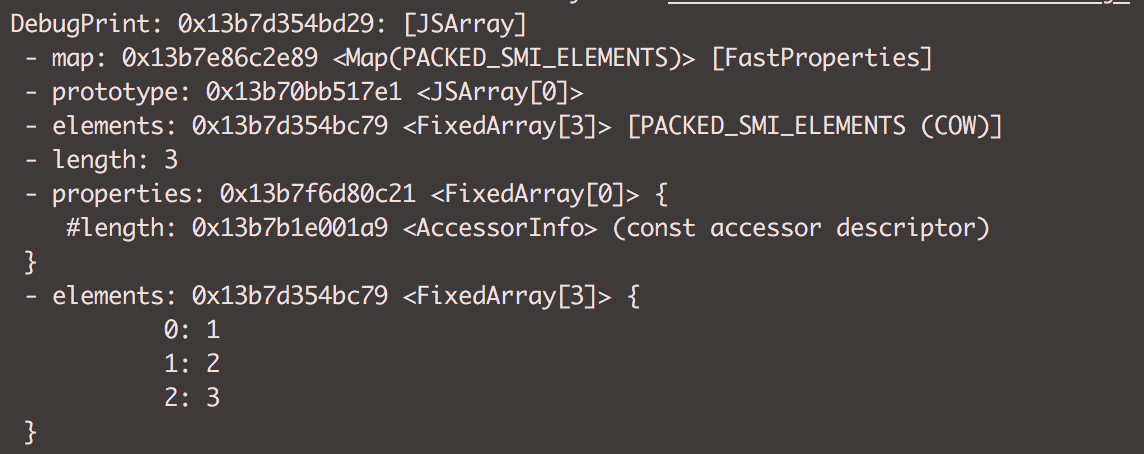 DebugPrint: 0x13b7d354bd29: [JSArray]
 - map: 0x13b7e86c2e89 <Map(PACKED_SMI_ELEMENTS)> [FastProperties]
 - prototype: 0x13b70bb517e1 <JSArray[0]>
 - elements: 0x13b7d354bc79 <FixedArray[3]> [PACKED_SMI_ELEMENTS (COW)]
 - length: 3
 - properties: 0x13b7f6d80c21 <FixedArray[0]> {
    #length: 0x13b7b1e001a9 <AccessorInfo> (const accessor descriptor)
 }
 - elements: 0x13b7d354bc79 <FixedArray[3]> {
           0: 1
           1: 2
           2: 3
 }